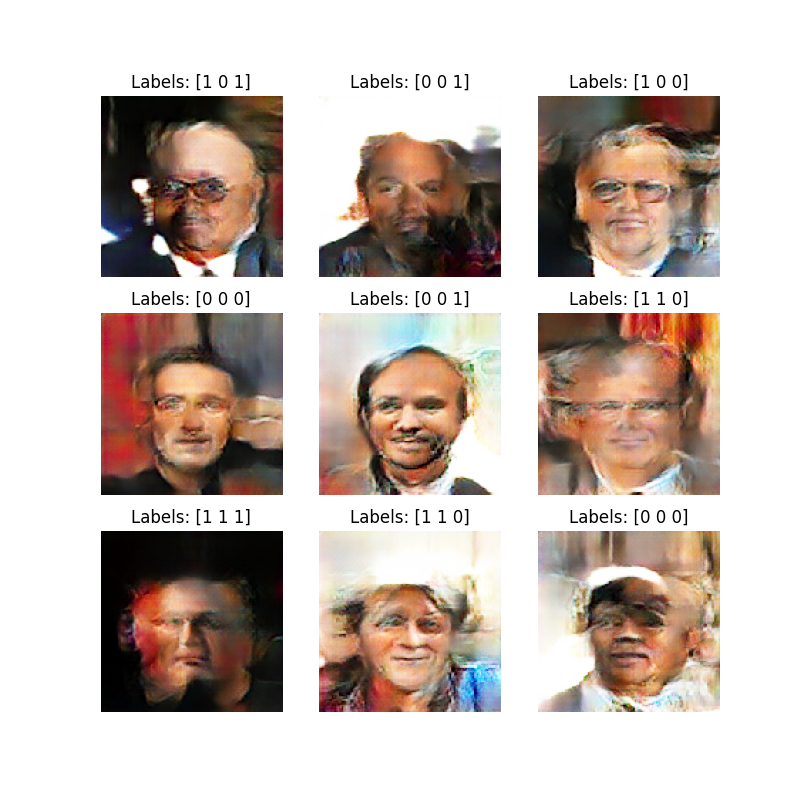 Labels: [1 0 1]
Labels: [0 0 1]
Labels: [1 0 0]
Labels: [0 0 0]
Labels: [0 0 1]
Labels: [1 1 0]
Labels: [1 1 1]
Labels: [1 1 0]
Labels: [0 0 0]